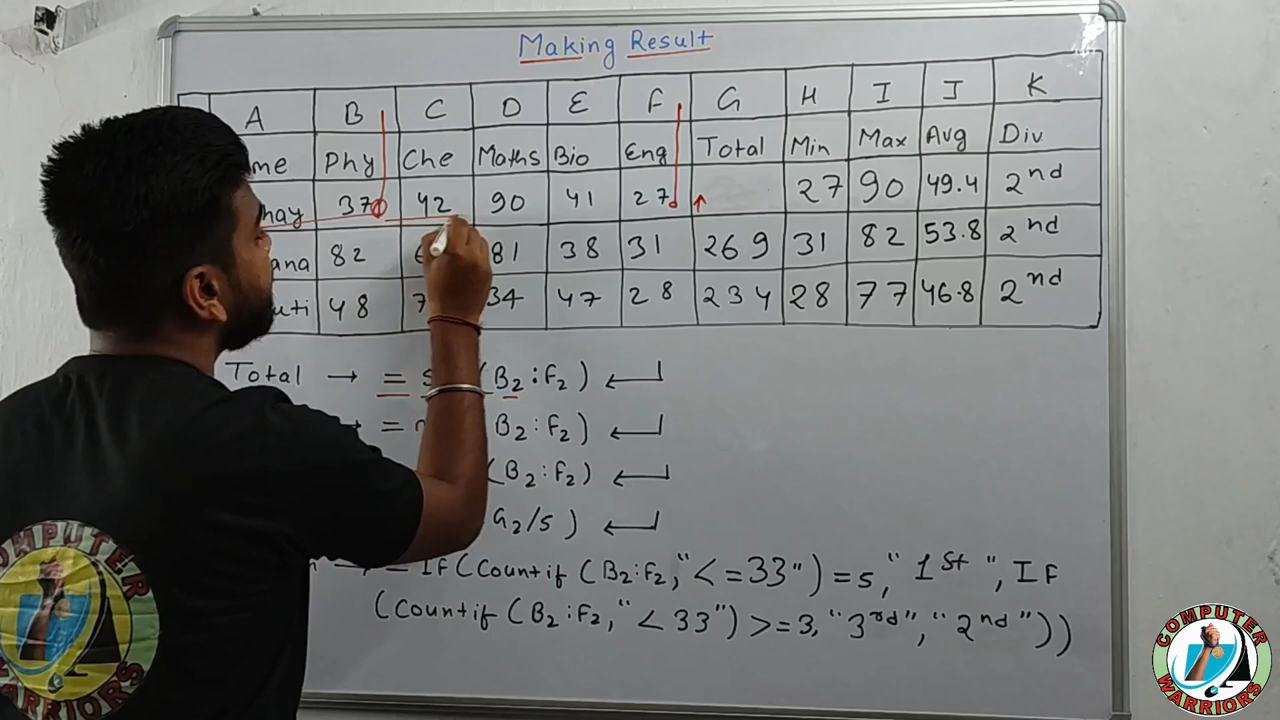 Making Result
A B C D E F G H I J K
Phy Che Maths Bio Eng Total Min Max Avg Div
37 42 90 41 27 27 90 49.4 2nd
82 81 38 31 269 31 82 53.8 2nd
48 34 47 28 234 28 77 46.8 2nd
Total → = (B2:F2)
= B2:F2)
(B2:F2)
G2/5)
= IF(Countif(B2:F2,"<=33")=5,"1st",IF
(Countif(B2:F2,"<33")>=3,"3rd","2nd"))
COMPUTER WARRIORS
COMPUTER WARRIORS